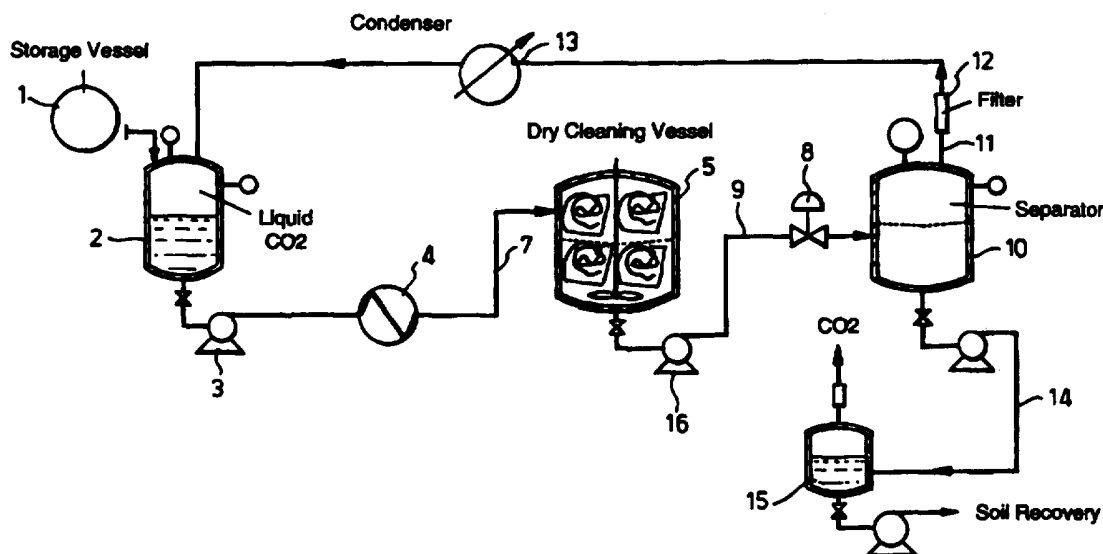 Condenser
13
Storage Vessel
1
12
Filter
Dry Cleaning Vessel
11
5
8
9
Liquid
CO2
Separator
2
4
7
10
3
CO2
16
14
15
Soil Recovery